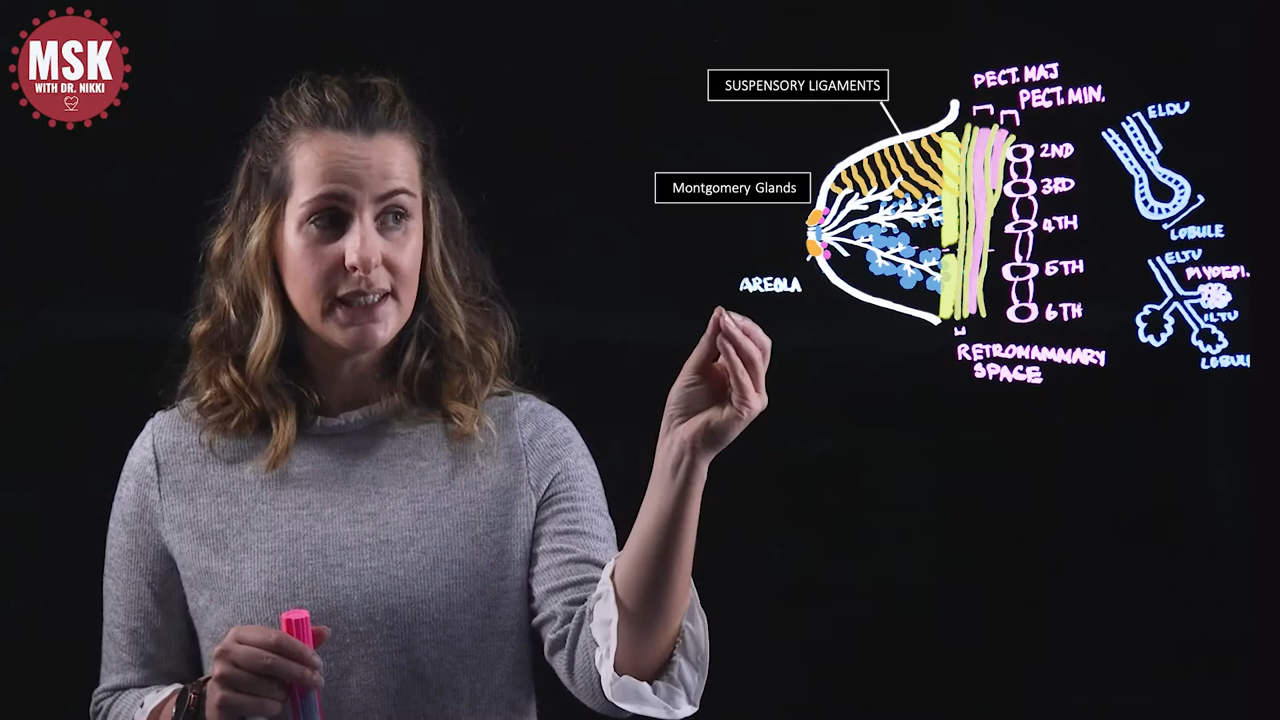 MSK
WITH DR. NIKKI
SUSPENSORY LIGAMENTS
Montgomery Glands
AREOLA
PECT. MAJ
PECT. MIN.
2ND
3RD
4TH
5TH
6TH
RETROMAMMARY
SPACE
ELDU
LOBULE
ELTU
MYOEPI.
ILTU
LOBULI